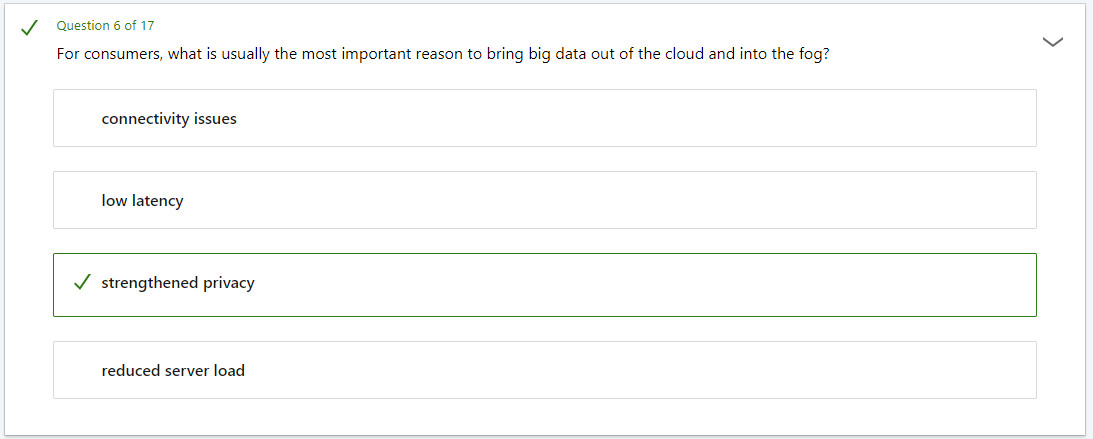 Question 6 of 17
For consumers, what is usually the most important reason to bring big data out of the cloud and into the fog?
connectivity issues
low latency
strengthened privacy
reduced server load